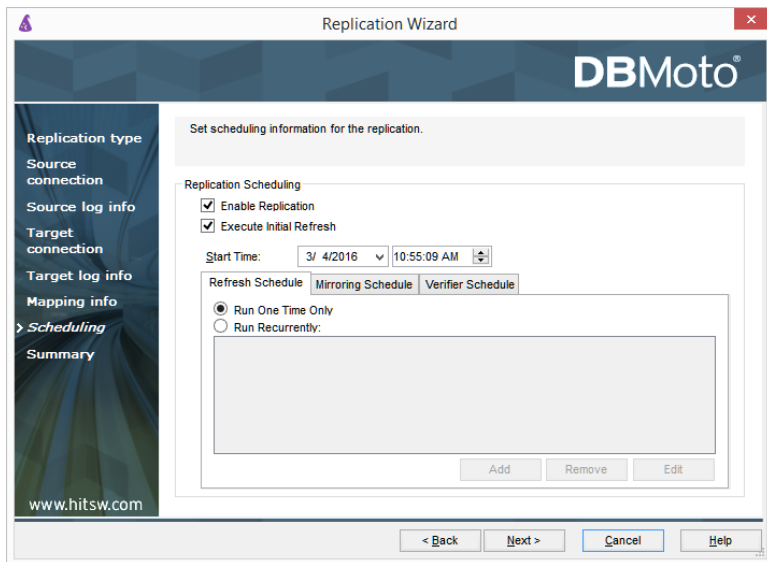 Replication Wizard
DBMoto®
Replication type
Source
connection
Source log info
Target
connection
Target log info
Mapping info
Scheduling
Summary
www.hitsw.com
Set scheduling information for the replication.
Replication Scheduling
Enable Replication
Execute Initial Refresh
Start Time: 3/ 4/2016 10:55:09 AM
Refresh Schedule Mirroring Schedule Verifier Schedule
Run One Time Only
Run Recurrently:
Add Remove Edit
< Back Next > Cancel Help